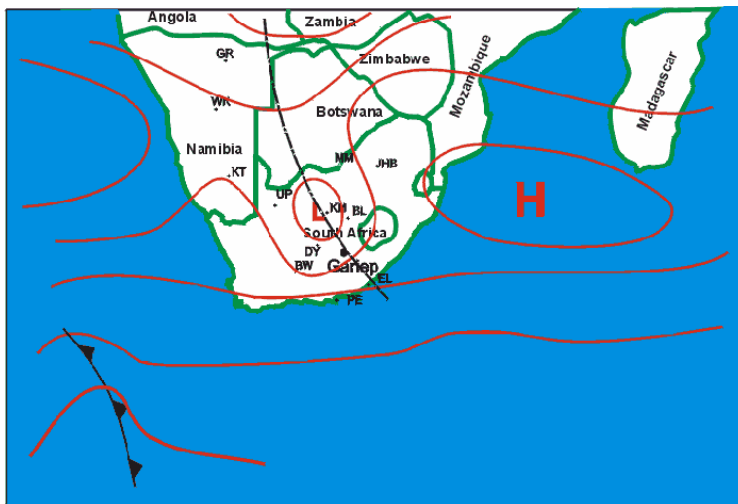 Angola
Zambia
GR
Zimbabwe
WK
Botswana
Mozambique
Madagascar
Namibia
MM
JHB
KT
UP
H
L
KM
BL
South Africa
DY
BW
Gariep
EL
PE